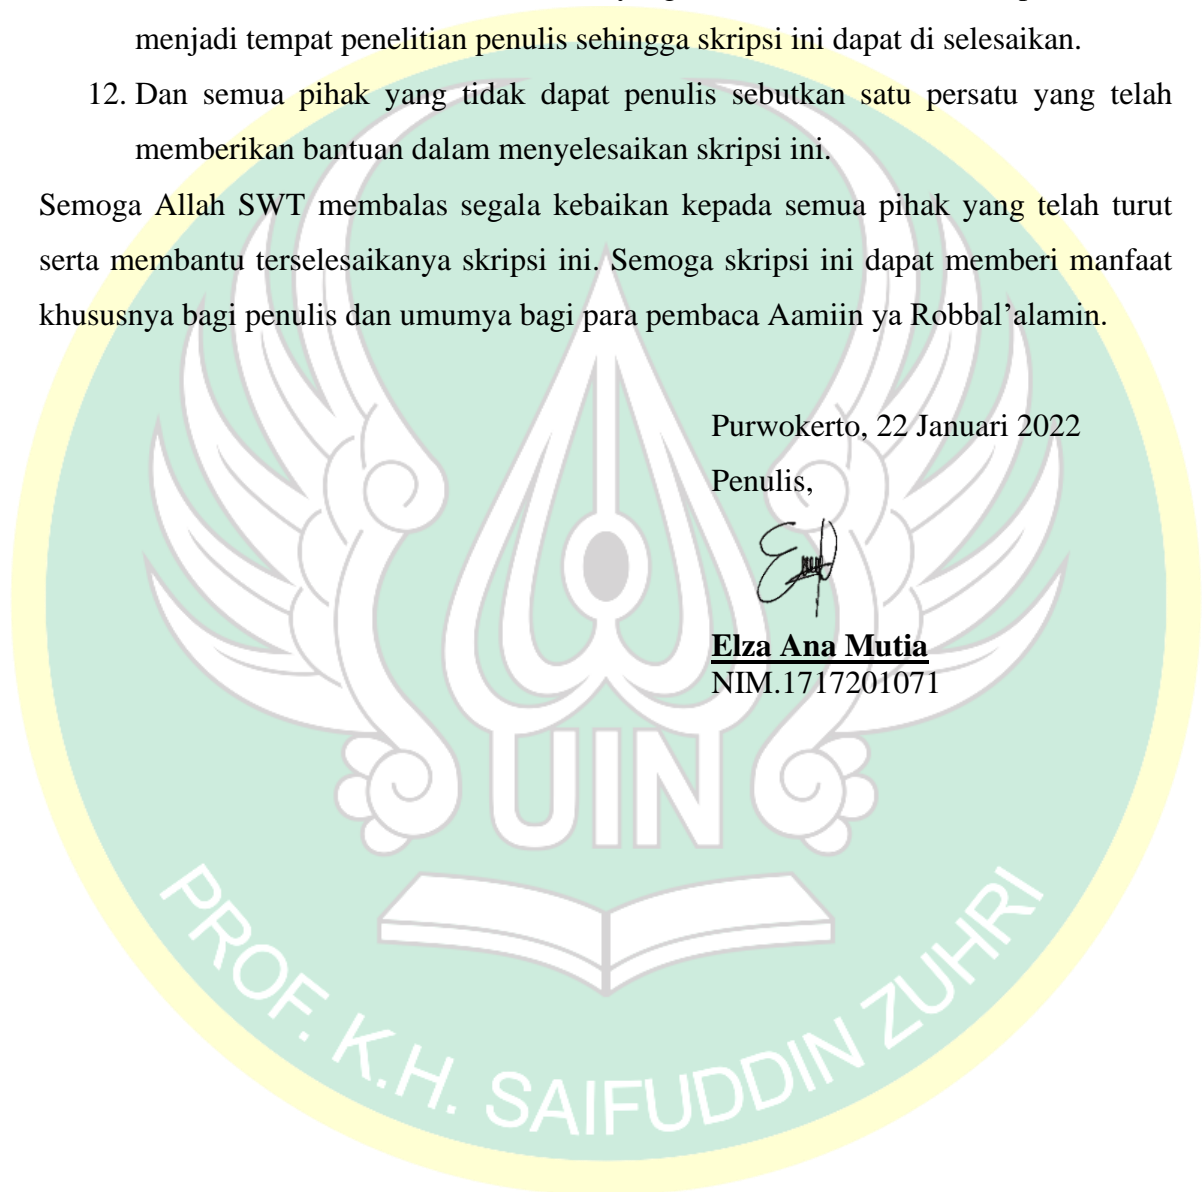 menjadi tempat penelitian penulis sehingga skripsi ini dapat di selesaikan.
12. Dan semua pihak yang tidak dapat penulis sebutkan satu persatu yang telah
memberikan bantuan dalam menyelesaikan skripsi ini.
Semoga Allah SWT membalas segala kebaikan kepada semua pihak yang telah turut
serta membantu terselesaikanya skripsi ini. Semoga skripsi ini dapat memberi manfaat
khususnya bagi penulis dan umumya bagi para pembaca Aamiin ya Robbal’alamin.
Purwokerto, 22 Januari 2022
Penulis,
Elza Ana Mutia
NIM.1717201071
UIN
PROF. K.H. SAIFUDDIN ZUHRI